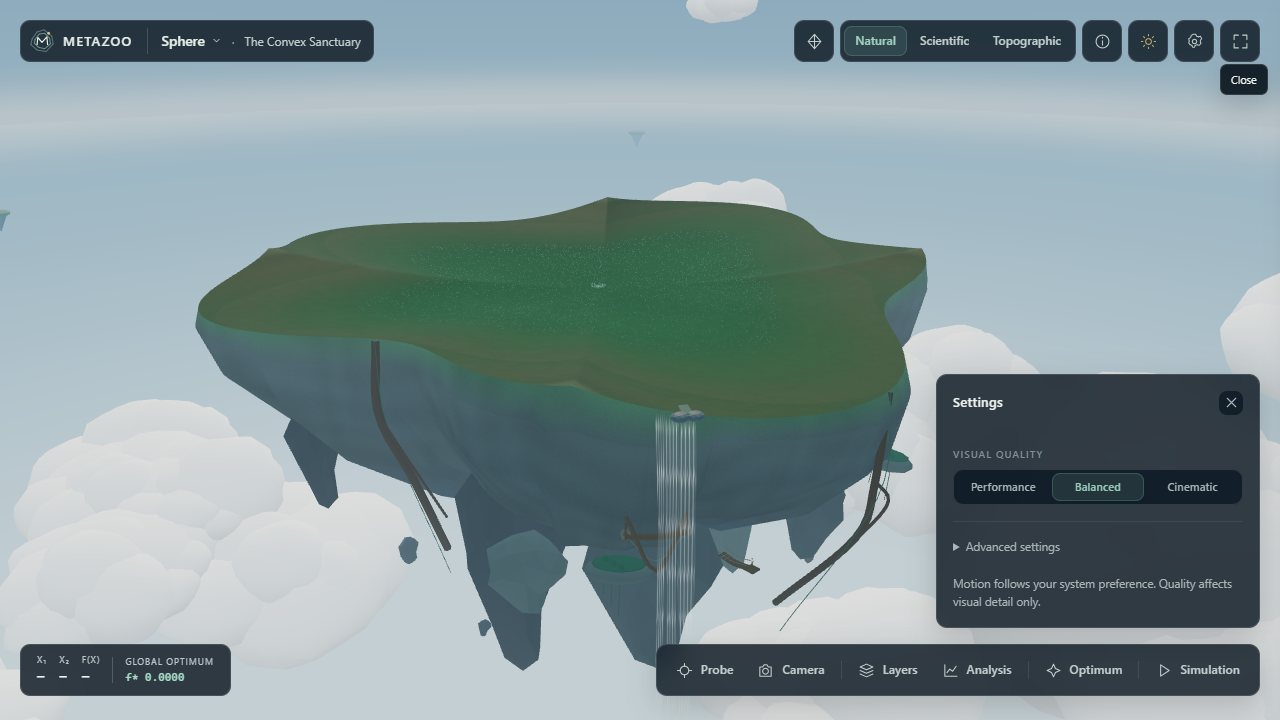 METAZOO Sphere · The Convex Sanctuary
Natural Scientific Topographic
Close
Settings
VISUAL QUALITY
Performance Balanced Cinematic
Advanced settings
Motion follows your system preference. Quality affects
visual detail only.
X₁ X₂ F(X) GLOBAL OPTIMUM
— — — f* 0.0000
Probe Camera Layers Analysis Optimum Simulation